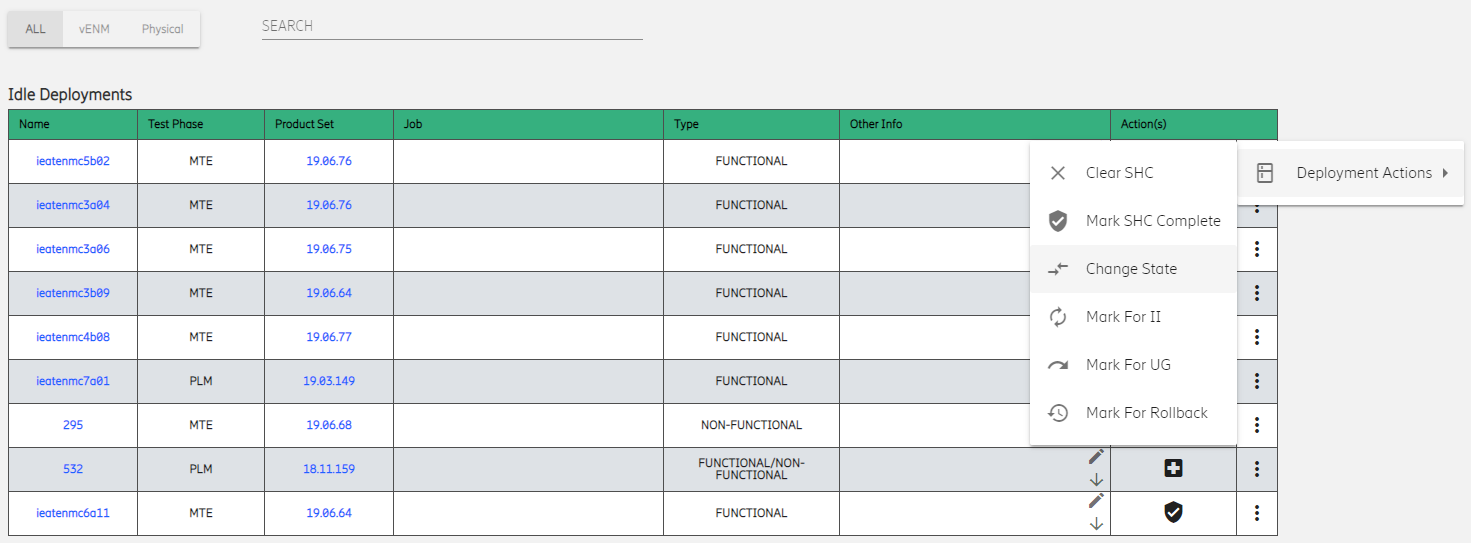 ALL vENM Physical SEARCH
Idle Deployments
Name Test Phase Product Set Job Type Other Info Action(s)
ieatenmc5b02 MTE 19.06.76 FUNCTIONAL
Clear SHC Deployment Actions
ieatenmc3a04 MTE 19.06.76 FUNCTIONAL
Mark SHC Complete
ieatenmc3a06 MTE 19.06.75 FUNCTIONAL
Change State
ieatenmc3b09 MTE 19.06.64 FUNCTIONAL
Mark For II
ieatenmc4b08 MTE 19.06.77 FUNCTIONAL
Mark For UG
ieatenmc7a01 PLM 19.03.149 FUNCTIONAL
Mark For Rollback
295 MTE 19.06.68 NON-FUNCTIONAL
532 PLM 18.11.159 FUNCTIONAL/NON-
FUNCTIONAL
ieatenmc6a11 MTE 19.06.64 FUNCTIONAL